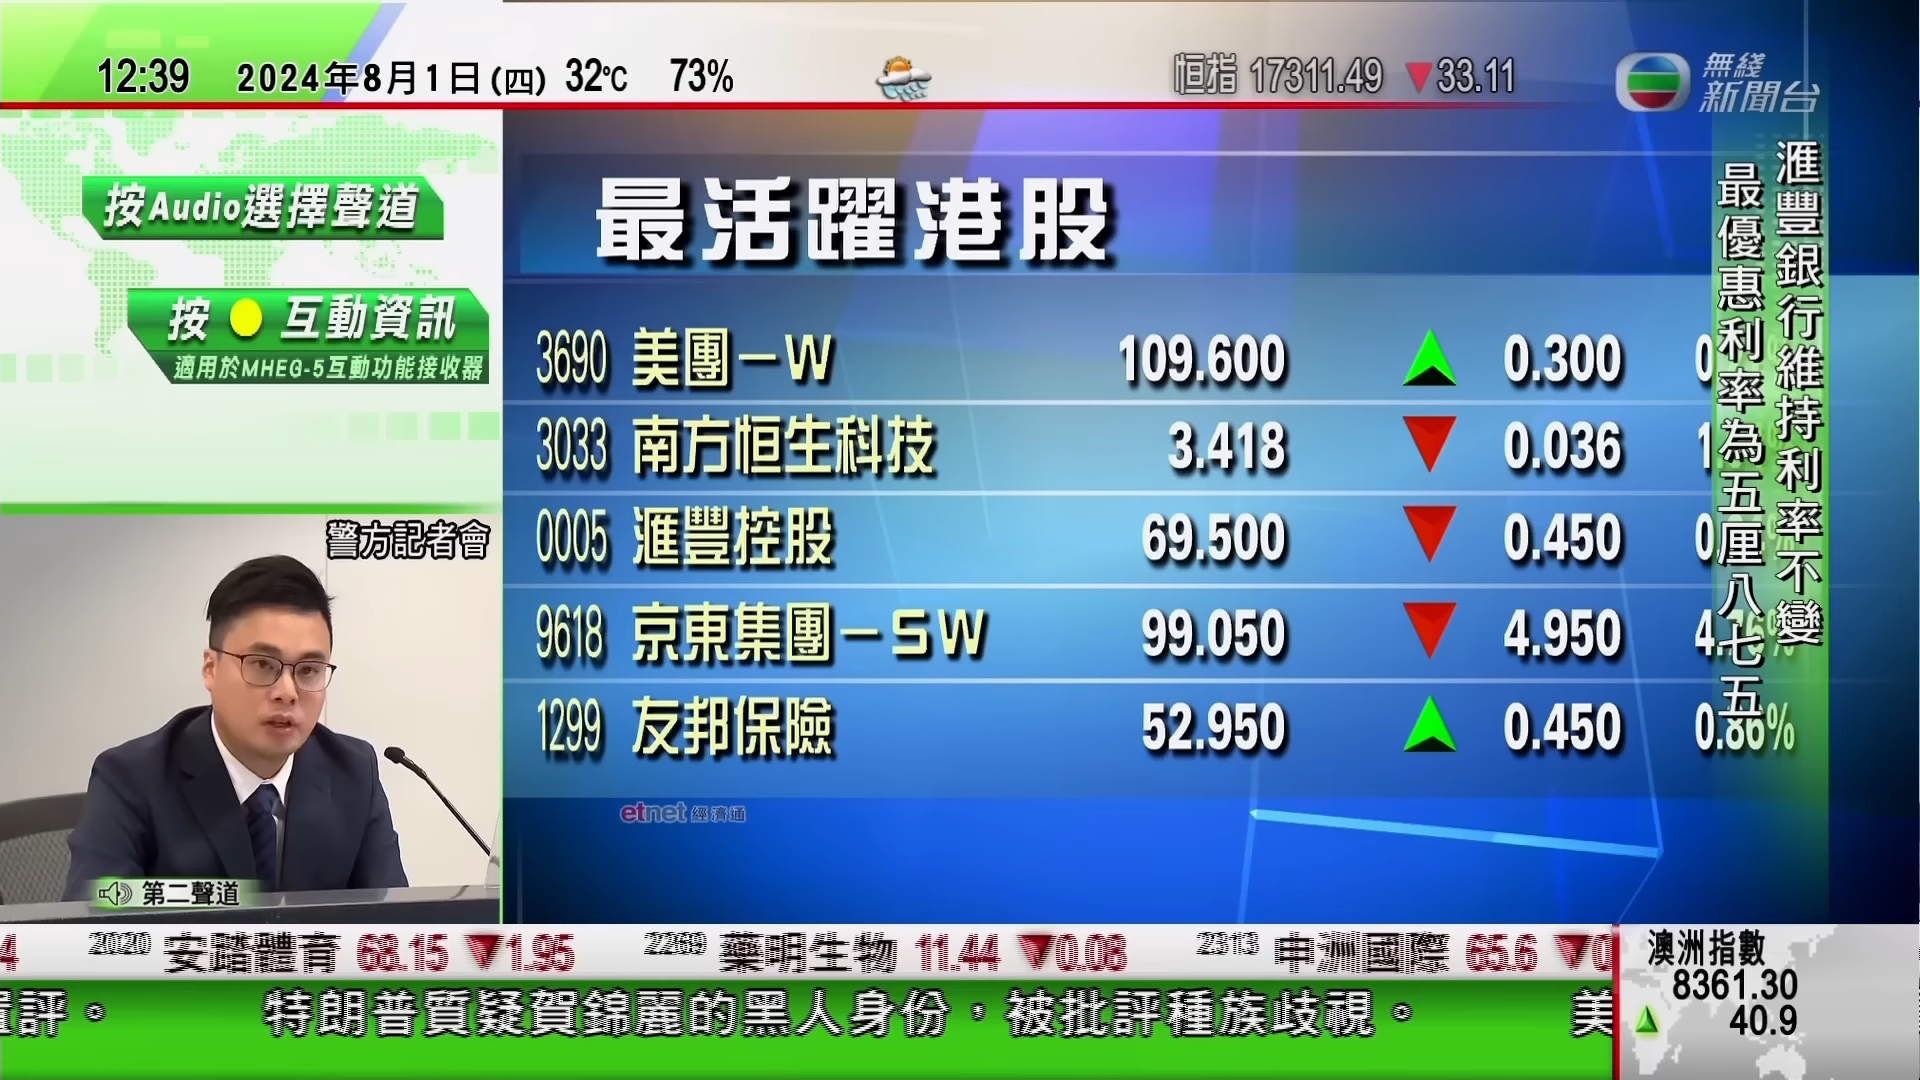 12:39 2024年8月1日(四) 32℃ 73% 恒指 17311.49 ▼33.11
無綫
新聞台
按Audio選擇聲道
按 互動資訊
適用於MHEG-5互動功能接收器
警方記者會
第二聲道
最活躍港股
3690 美團－W 109.600 ▲ 0.300
3033 南方恒生科技 3.418 ▼ 0.036
0005 滙豐控股 69.500 ▼ 0.450
9618 京東集團－SW 99.050 ▼ 4.950
1299 友邦保險 52.950 ▲ 0.450 0.86%
etnet 經濟通
滙豐銀行維持利率不變
最優惠利率為五厘八七五
4 2020 安踏體育 68.15 ▼1.95 2269 藥明生物 11.44 ▼0.08 2313 申洲國際 65.6 ▼0
評。 特朗普質疑賀錦麗的黑人身份，被批評種族歧視。 美
澳洲指數
8361.30
▲ 40.9